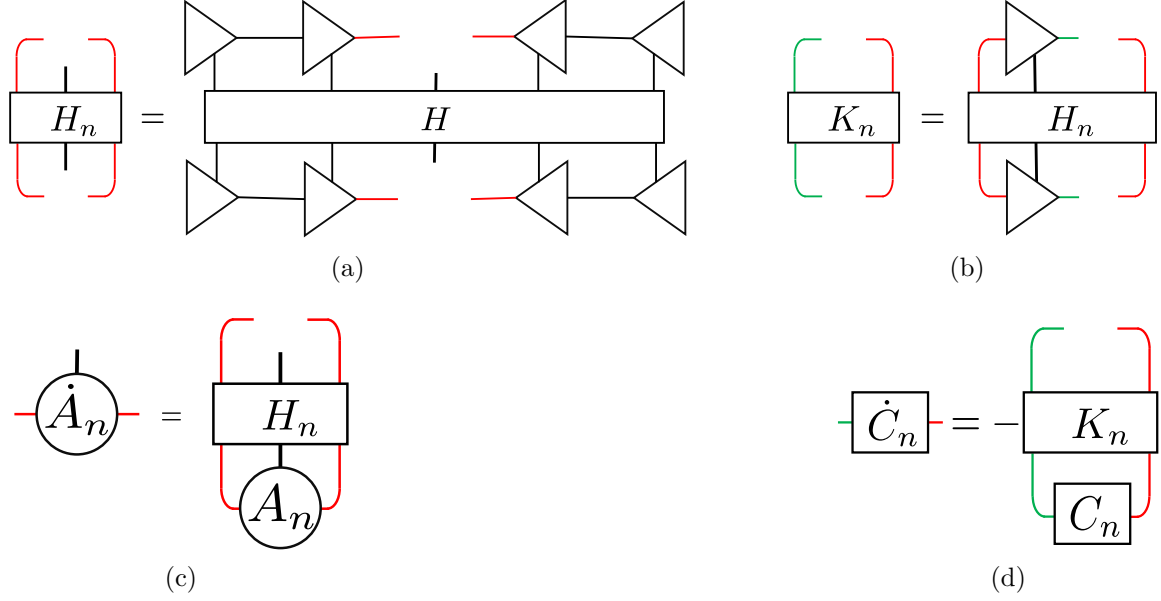 H_n = H
K_n = H_n
(a)
(b)
Ȧ_n = H_n
A_n
Ċ_n = − K_n
C_n
(c)
(d)